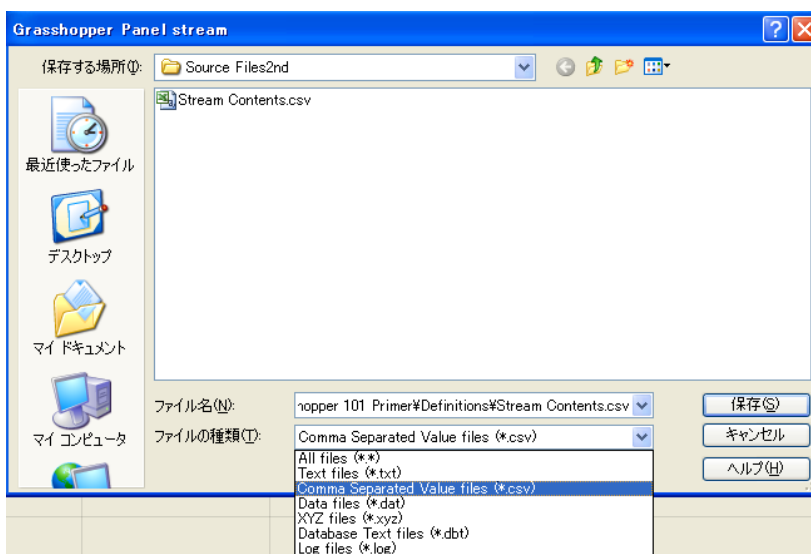 Grasshopper Panel stream
保存する場所(I):
Source Files2nd
Stream Contents.csv
最近使ったファイル
デスクトップ
マイ ドキュメント
マイ コンピュータ
ファイル名(N):
hopper 101 Primer¥Definitions¥Stream Contents.csv
保存(S)
ファイルの種類(T):
Comma Separated Value files (*.csv)
キャンセル
All files (*.*)
Text files (*.txt)
ヘルプ(H)
Comma Separated Value files (*.csv)
Data files (*.dat)
XYZ files (*.xyz)
Database Text files (*.dbt)
Log files (*.log)